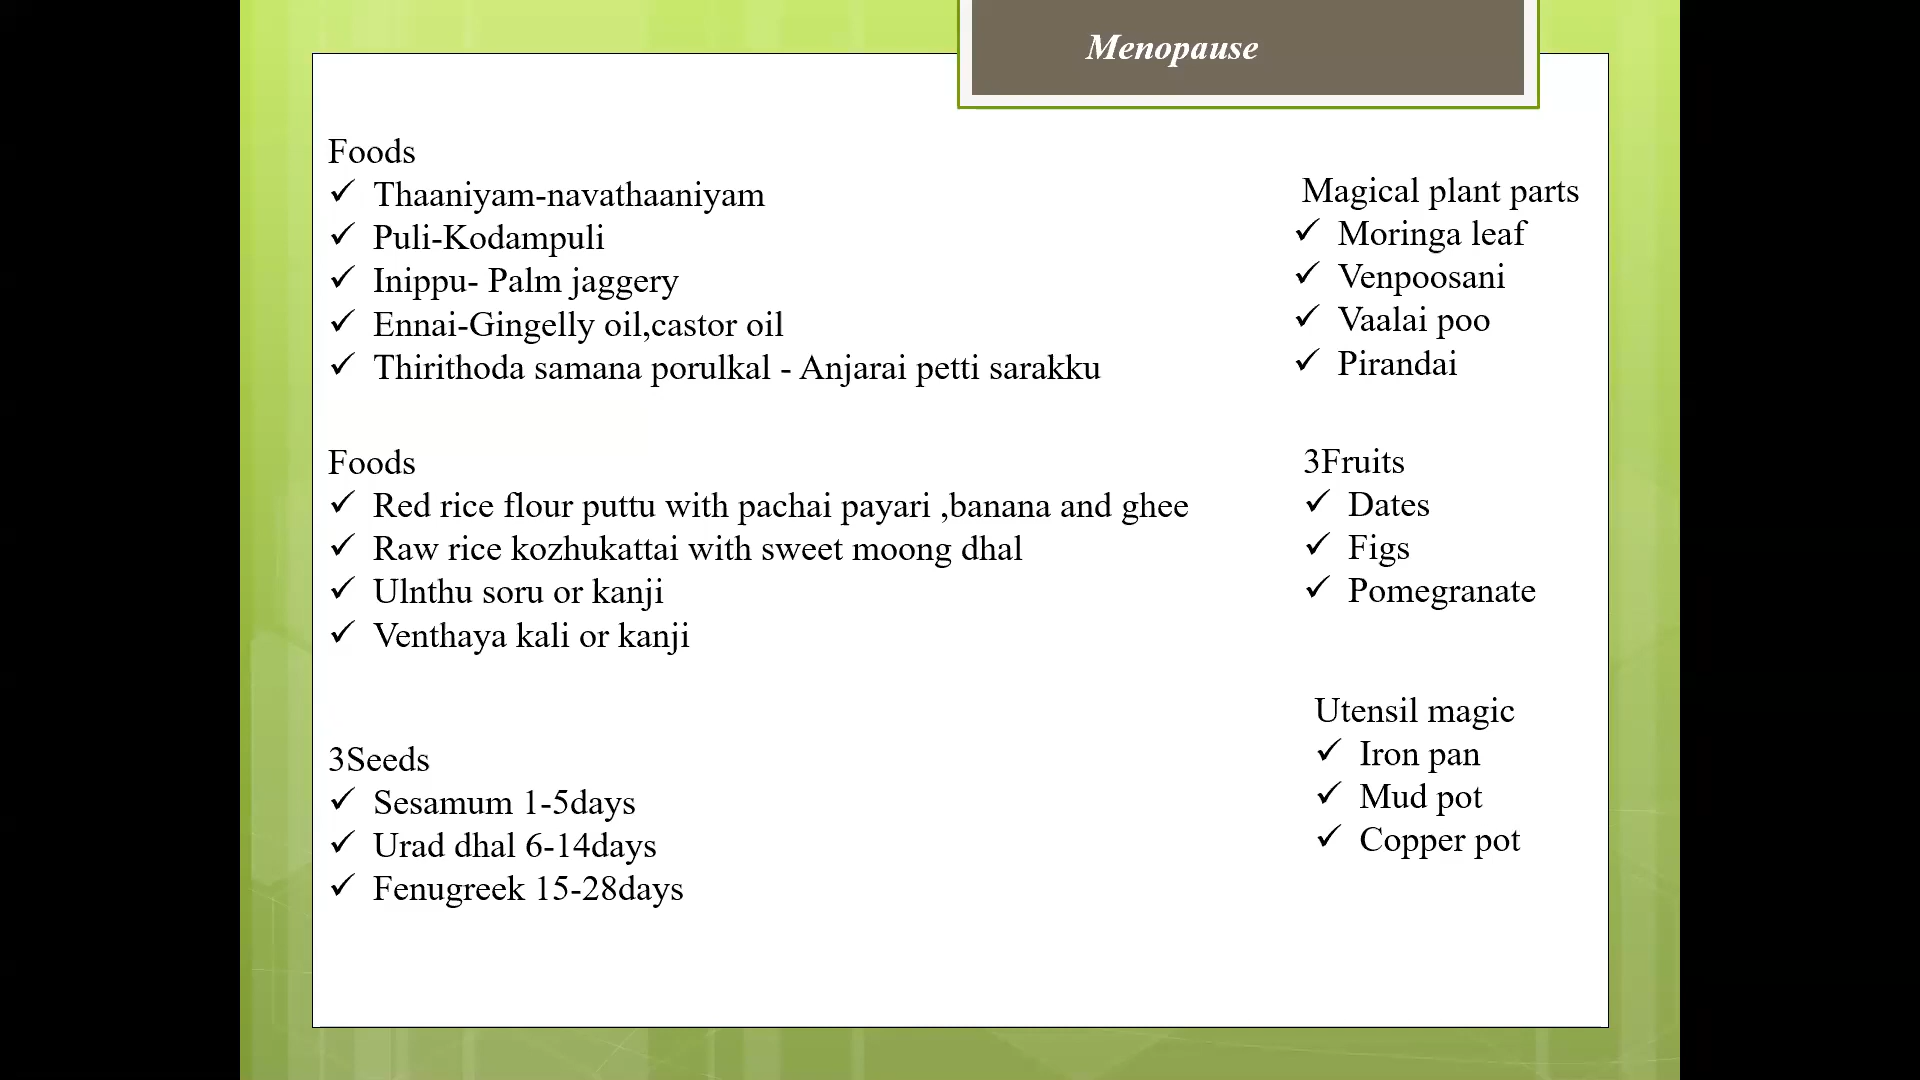 Menopause
Foods
Thaaniyam-navathaaniyam
Puli-Kodampuli
Inippu- Palm jaggery
Ennai-Gingelly oil,castor oil
Thirithoda samana porulkal - Anjarai petti sarakku
Foods
Red rice flour puttu with pachai payari ,banana and ghee
Raw rice kozhukattai with sweet moong dhal
Ulnthu soru or kanji
Venthaya kali or kanji
3Seeds
Sesamum 1-5days
Urad dhal 6-14days
Fenugreek 15-28days
Magical plant parts
Moringa leaf
Venpoosani
Vaalai poo
Pirandai
3Fruits
Dates
Figs
Pomegranate
Utensil magic
Iron pan
Mud pot
Copper pot